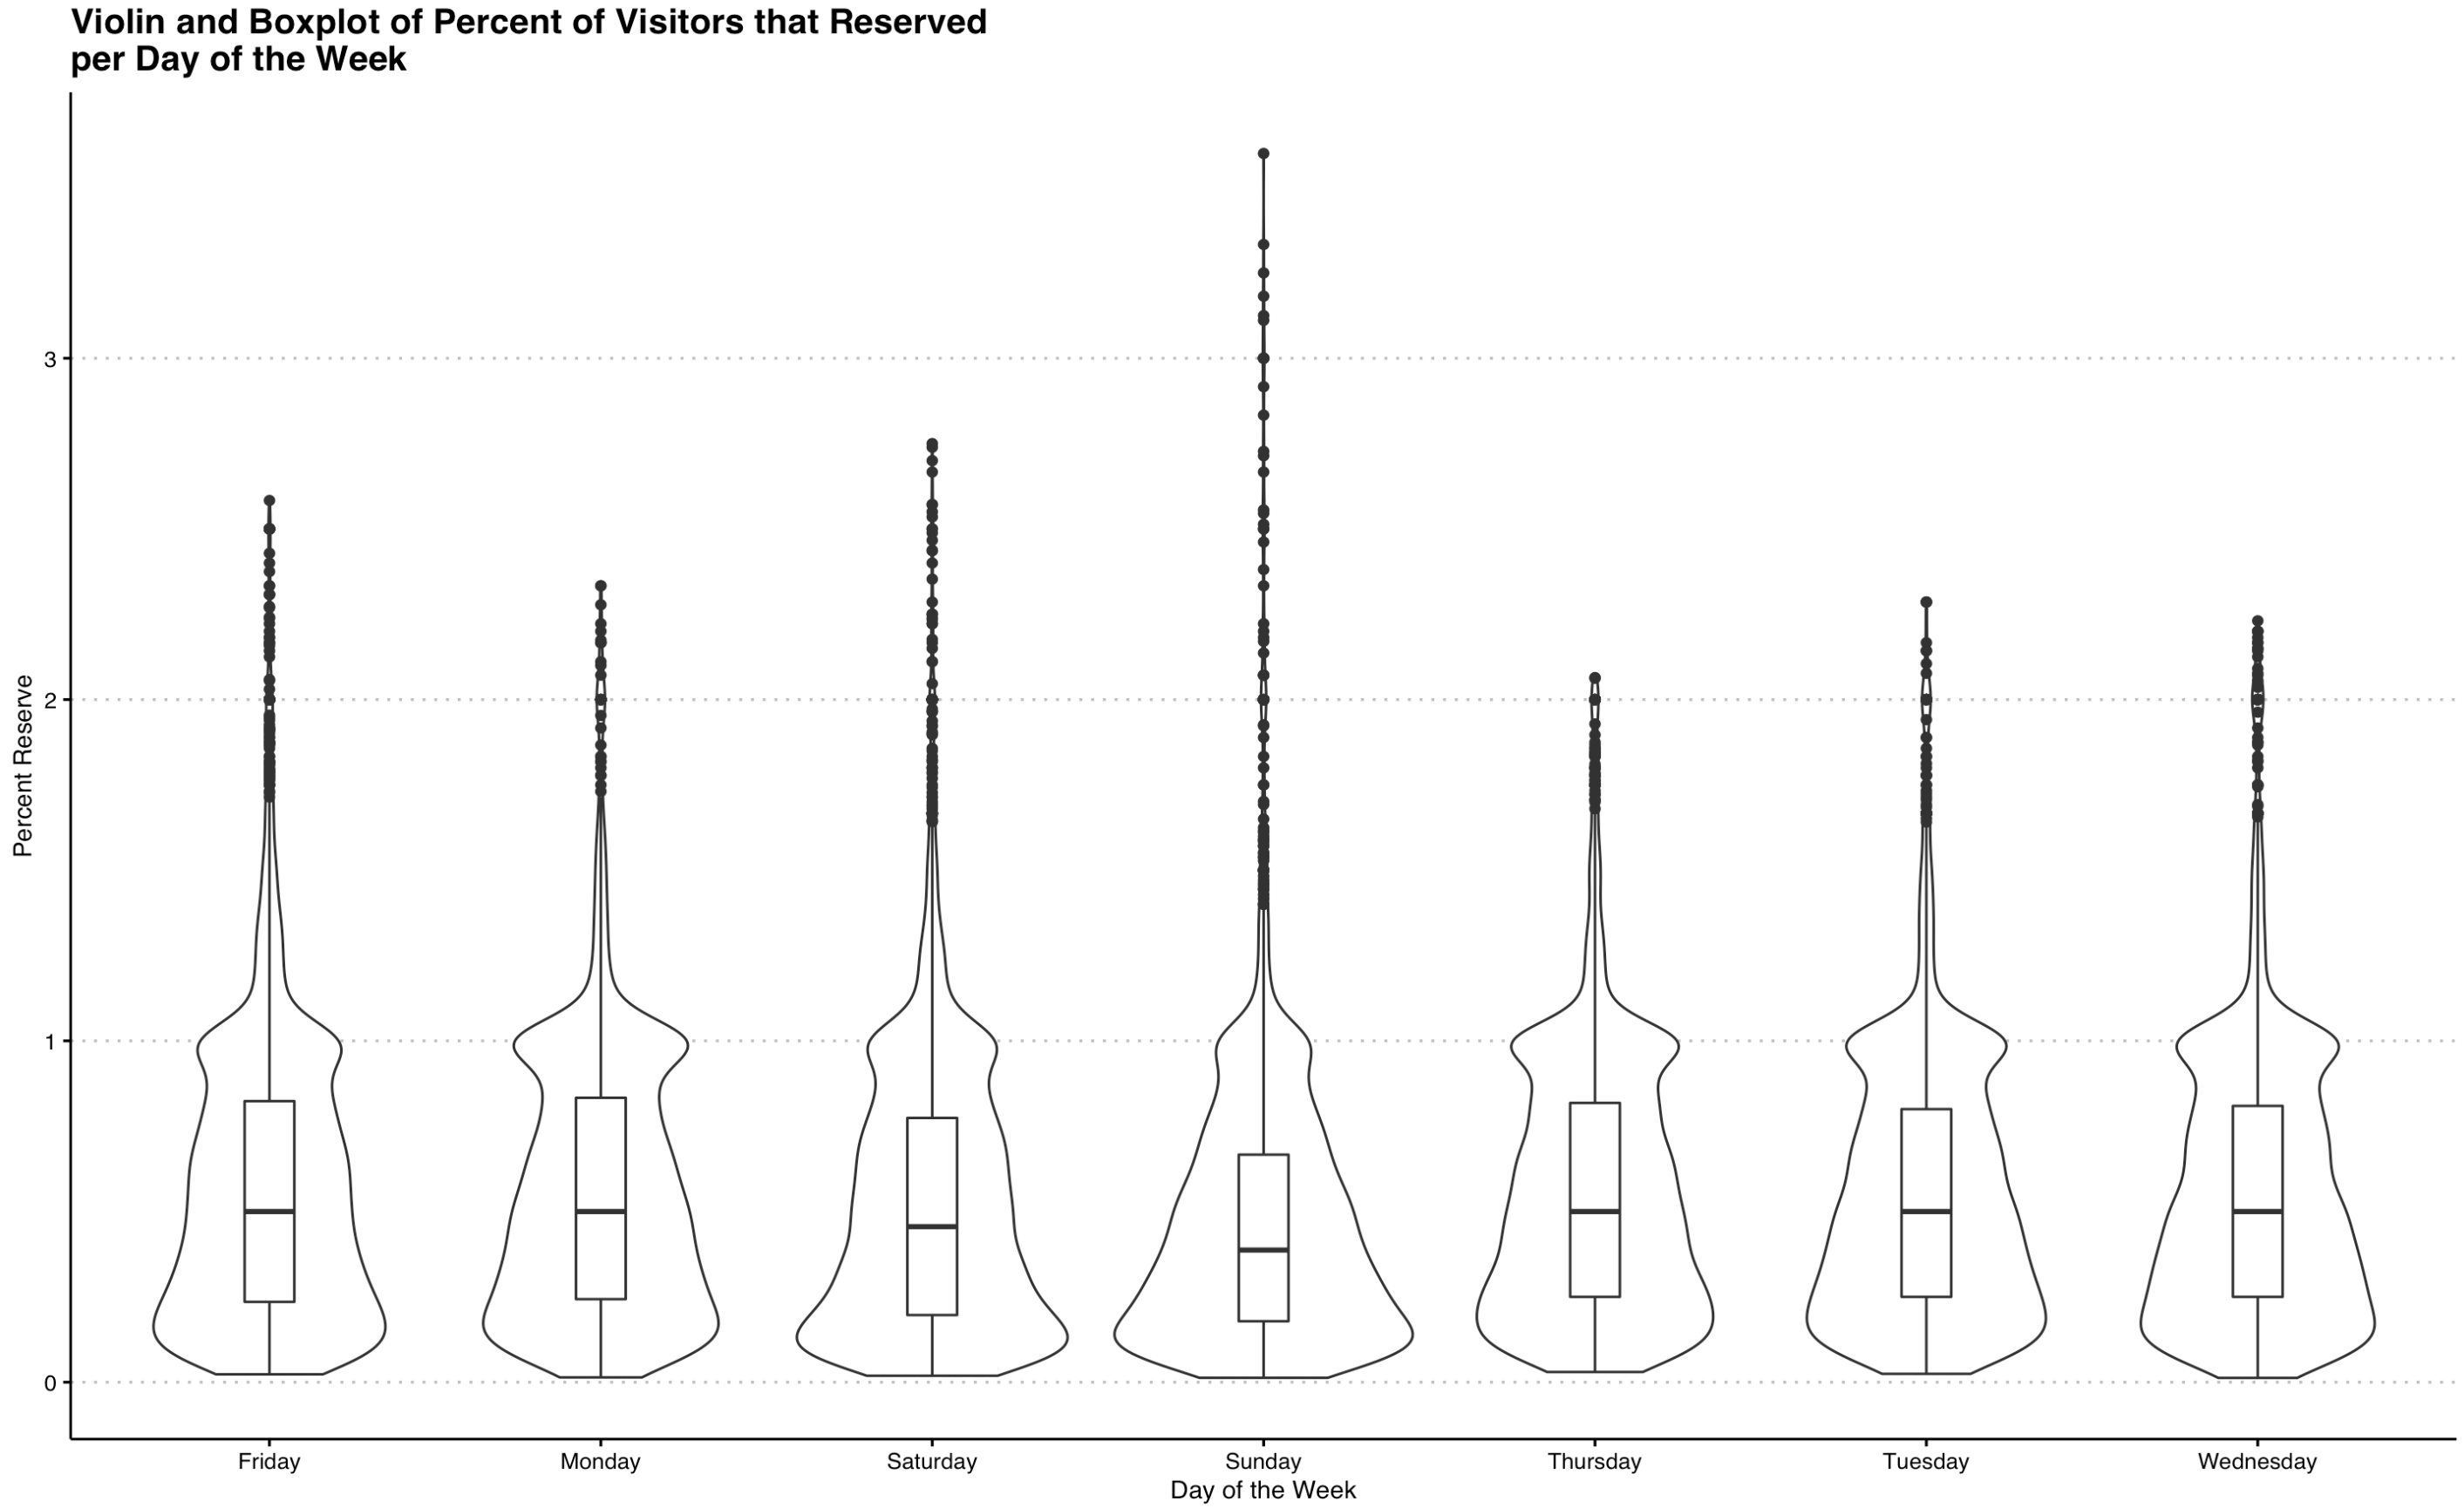 Violin and Boxplot of Percent of Visitors that Reserved
per Day of the Week
Percent Reserve
3
2
1
0
Friday
Monday
Saturday
Sunday
Thursday
Tuesday
Wednesday
Day of the Week